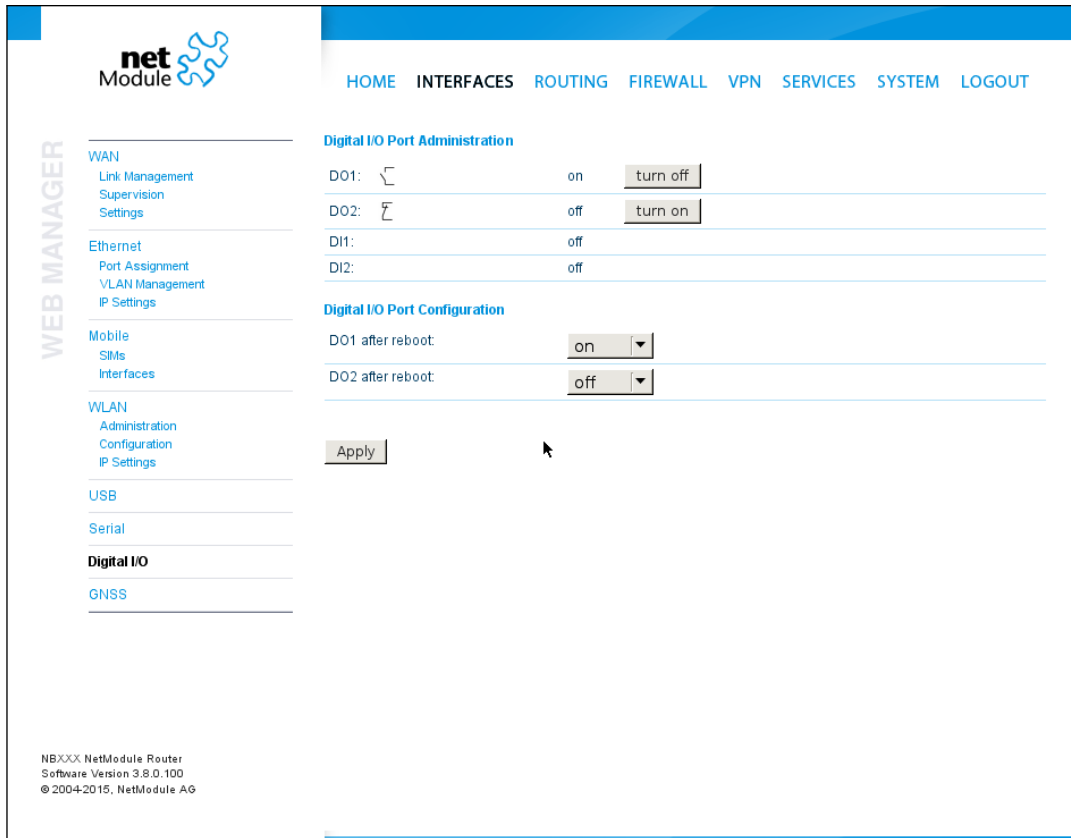 net
Module
HOME INTERFACES ROUTING FIREWALL VPN SERVICES SYSTEM LOGOUT
WEB MANAGER
WAN
Link Management
Supervision
Settings
Ethernet
Port Assignment
VLAN Management
IP Settings
Mobile
SIMs
Interfaces
WLAN
Administration
Configuration
IP Settings
USB
Serial
Digital I/O
GNSS
Digital I/O Port Administration
DO1: on turn off
DO2: off turn on
DI1: off
DI2: off
Digital I/O Port Configuration
DO1 after reboot: on
DO2 after reboot: off
Apply
NBXXX NetModule Router
Software Version 3.8.0.100
© 2004-2015, NetModule AG